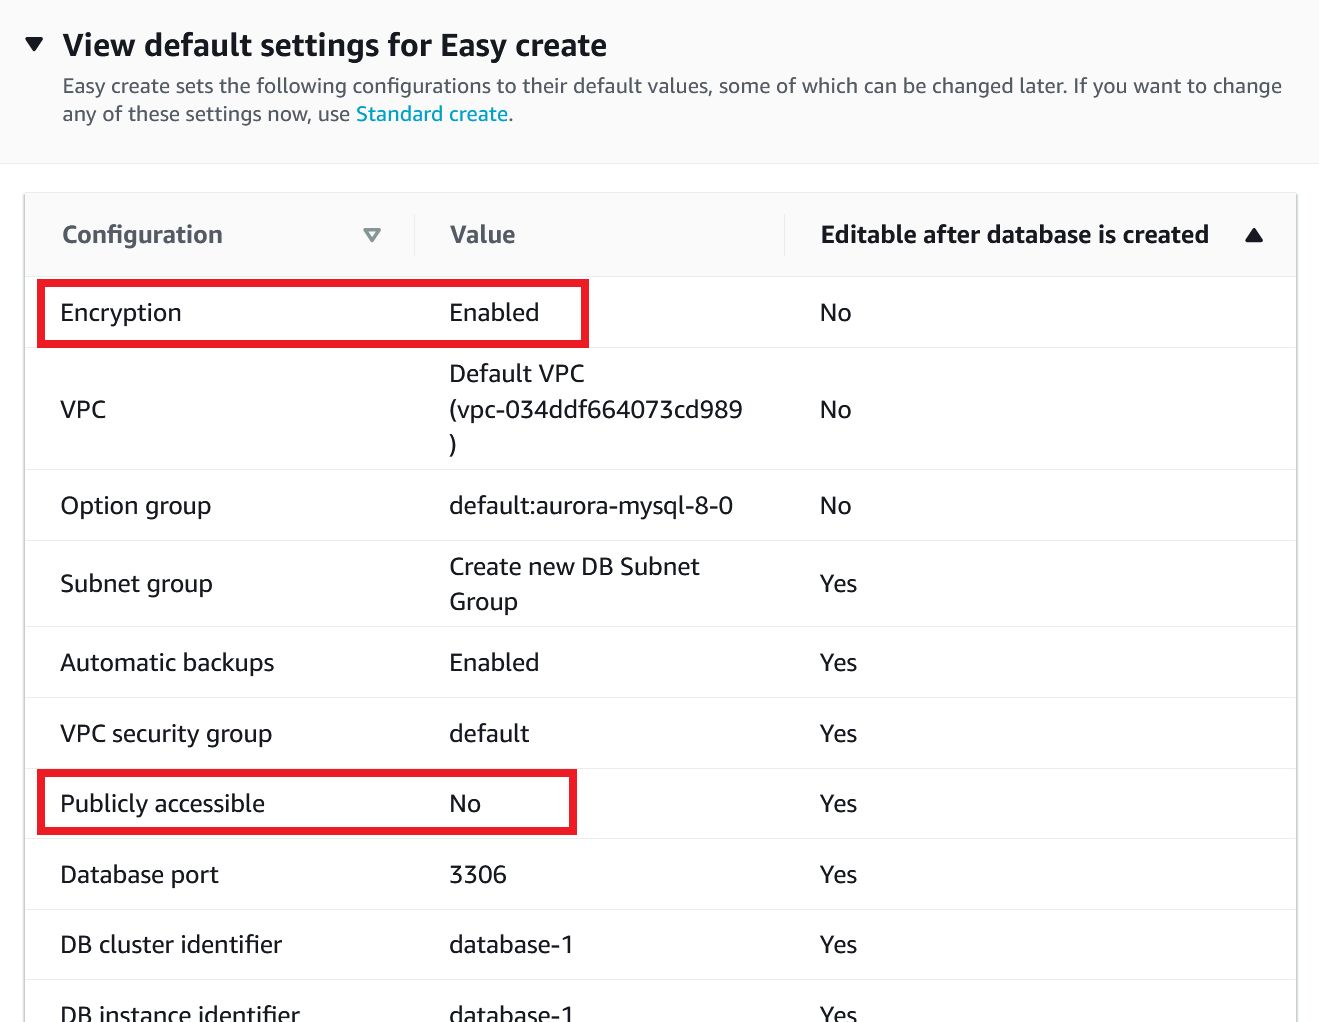 View default settings for Easy create
Easy create sets the following configurations to their default values, some of which can be changed later. If you want to change
any of these settings now, use Standard create.
Configuration Value Editable after database is created
Encryption Enabled No
VPC Default VPC (vpc-034ddf664073cd989) No
Option group default:aurora-mysql-8-0 No
Subnet group Create new DB Subnet Group Yes
Automatic backups Enabled Yes
VPC security group default Yes
Publicly accessible No Yes
Database port 3306 Yes
DB cluster identifier database-1 Yes
DB instance identifier database-1 Yes